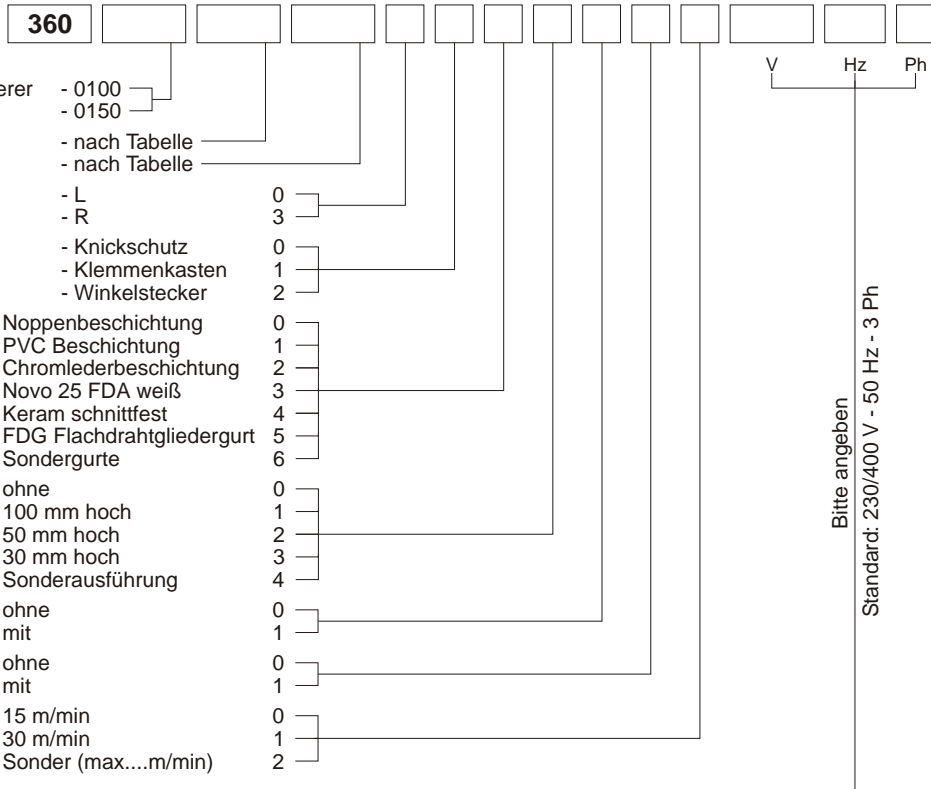 360
V Hz Ph
erer - 0100
- 0150
- nach Tabelle
- nach Tabelle
- L 0
- R 3
- Knickschutz 0
- Klemmenkasten 1
- Winkelstecker 2
Noppenbeschichtung 0
PVC Beschichtung 1
Chromlederbeschichtung 2
Novo 25 FDA weiß 3
Keram schnittfest 4
FDG Flachdrahtgliedergurt 5
Sondergurte 6
ohne 0
100 mm hoch 1
50 mm hoch 2
30 mm hoch 3
Sonderausführung 4
ohne 0
mit 1
ohne 0
mit 1
15 m/min 0
30 m/min 1
Sonder (max....m/min) 2
Bitte angeben
Standard: 230/400 V - 50 Hz - 3 Ph